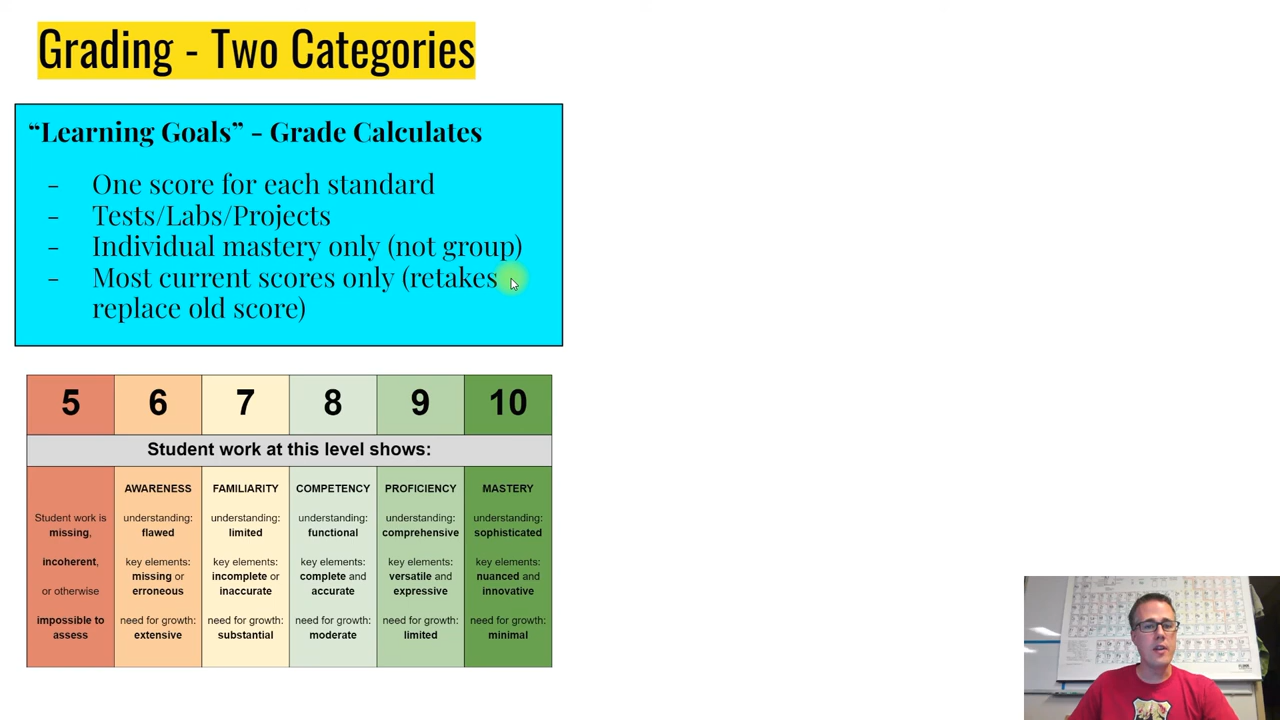 Grading - Two Categories
“Learning Goals” - Grade Calculates
- One score for each standard
- Tests/Labs/Projects
- Individual mastery only (not group)
- Most current scores only (retakes
replace old score)
5 6 7 8 9 10
Student work at this level shows:
AWARENESS FAMILIARITY COMPETENCY PROFICIENCY MASTERY
Student work is understanding: understanding: understanding: understanding: understanding:
missing, flawed limited functional comprehensive sophisticated
incoherent, key elements: key elements: key elements: key elements: key elements:
missing or incomplete or complete and versatile and nuanced and
or otherwise erroneous inaccurate accurate expressive innovative
impossible to need for growth: need for growth: need for growth: need for growth: need for growth:
assess extensive substantial moderate limited minimal